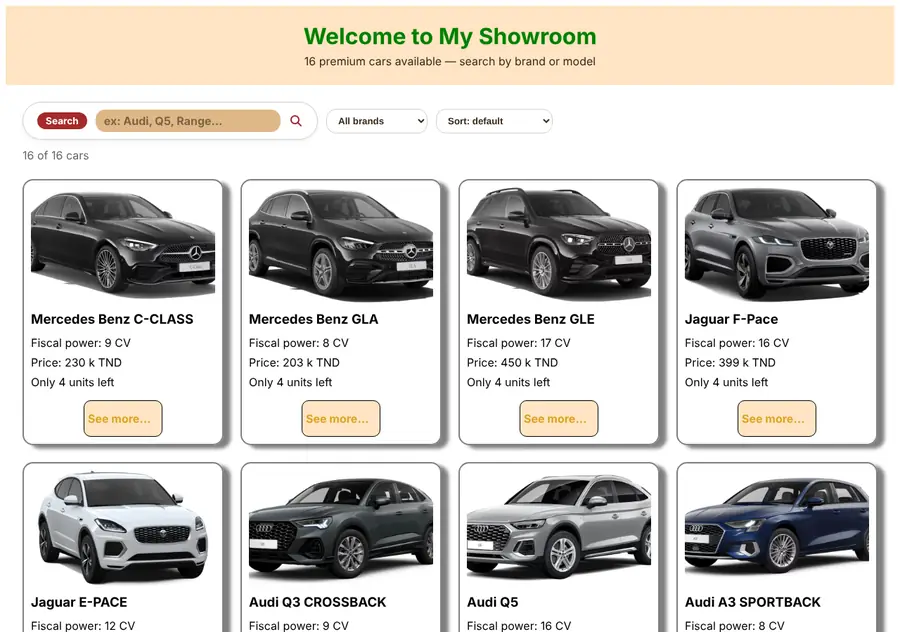 Welcome to My Showroom
16 premium cars available — search by brand or model
Search ex: Audi, Q5, Range... All brands Sort: default
16 of 16 cars
Mercedes Benz C-CLASS
Fiscal power: 9 CV
Price: 230 k TND
Only 4 units left
See more...
Mercedes Benz GLA
Fiscal power: 8 CV
Price: 203 k TND
Only 4 units left
See more...
Mercedes Benz GLE
Fiscal power: 17 CV
Price: 450 k TND
Only 4 units left
See more...
Jaguar F-Pace
Fiscal power: 16 CV
Price: 399 k TND
Only 4 units left
See more...
Jaguar E-PACE
Fiscal power: 12 CV
Audi Q3 CROSSBACK
Fiscal power: 9 CV
Audi Q5
Fiscal power: 16 CV
Audi A3 SPORTBACK
Fiscal power: 8 CV